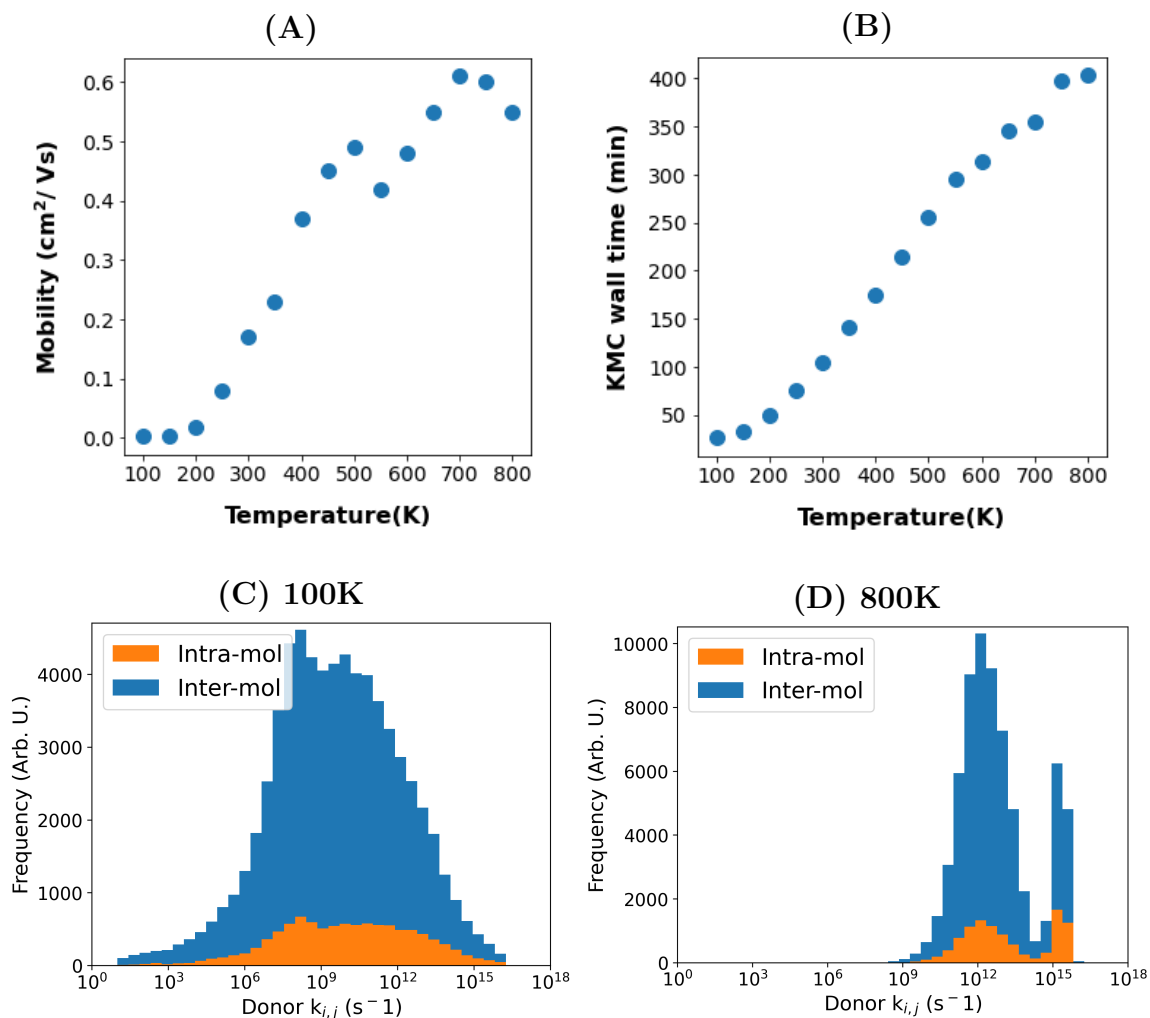 (A)
0.6
0.5
0.4
0.3
0.2
0.1
0.0
Mobility (cm²/ Vs)
100 200 300 400 500 600 700 800
Temperature(K)
(B)
400
350
300
250
200
150
100
50
KMC wall time (min)
100 200 300 400 500 600 700 800
Temperature(K)
(C) 100K
Intra-mol
Inter-mol
4000
3000
2000
1000
0
Frequency (Arb. U.)
10⁰ 10³ 10⁶ 10⁹ 10¹² 10¹⁵ 10¹⁸
Donor kᵢ,ⱼ (s⁻1)
(D) 800K
Intra-mol
Inter-mol
10000
8000
6000
4000
2000
0
Frequency (Arb. U.)
10⁰ 10³ 10⁶ 10⁹ 10¹² 10¹⁵ 10¹⁸
Donor kᵢ,ⱼ (s⁻1)